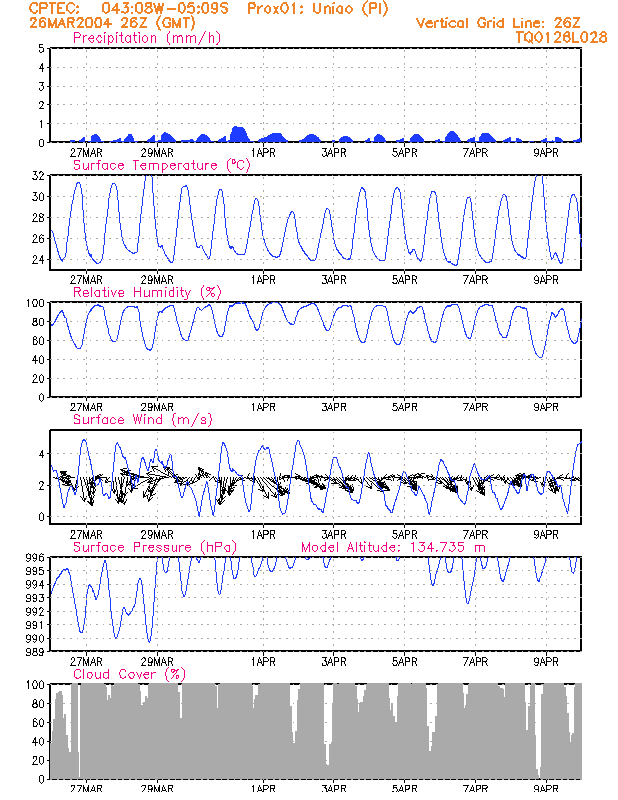 CPTEC: 043:08W-05:09S Prox01: Uniao (PI)
26MAR2004 26Z (GMT) Vertical Grid Line: 26Z
Precipitation (mm/h) TQ0126L028
5
4
3
2
1
0
27MAR 29MAR 1APR 3APR 5APR 7APR 9APR
Surface Temperature (°C)
32
30
28
26
24
27MAR 29MAR 1APR 3APR 5APR 7APR 9APR
Relative Humidity (%)
100
80
60
40
20
0
27MAR 29MAR 1APR 3APR 5APR 7APR 9APR
Surface Wind (m/s)
4
2
0
27MAR 29MAR 1APR 3APR 5APR 7APR 9APR
Surface Pressure (hPa) Model Altitude: 134.735 m
996
995
994
993
992
991
990
989
27MAR 29MAR 1APR 3APR 5APR 7APR 9APR
Cloud Cover (%)
100
80
60
40
20
0
27MAR 29MAR 1APR 3APR 5APR 7APR 9APR